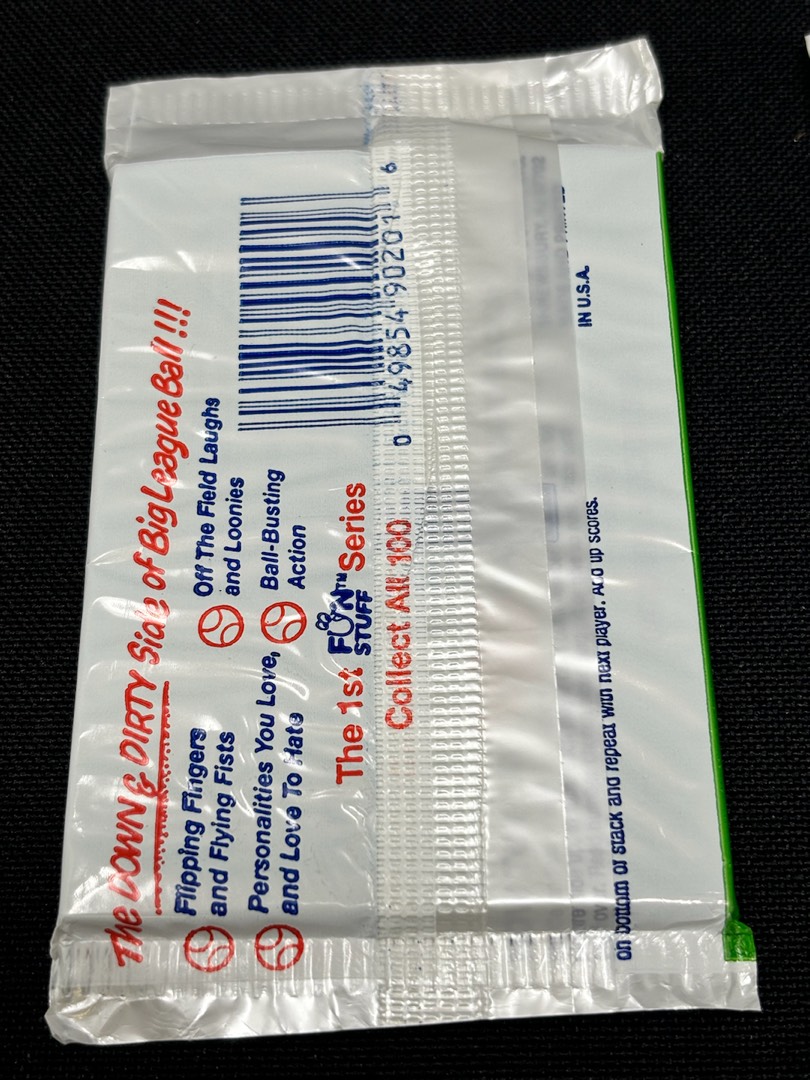 The DOWN & DIRTY Side of Big League Ball !!!
Flipping Fingers
and Flying Fists
Off The Field Laughs
and Loonies
Personalities You Love,
and Love To Hate
Ball-Busting
Action
The 1st FUN STUFF™ Series
Collect All 100
0 49854 90201 6
IN U.S.A.
on bottom of stack and repeat with next player. Add up scores.